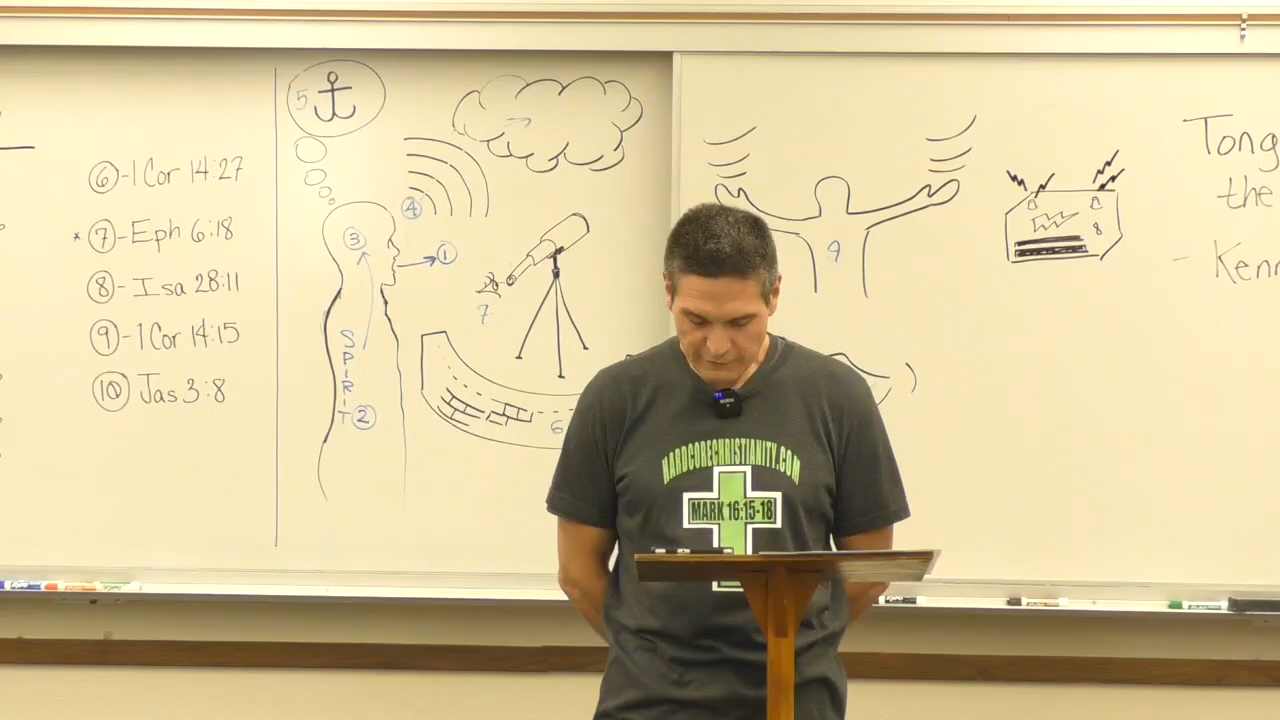 ⑥-1 Cor 14:27
* ⑦-Eph 6:18
⑧-Isa 28:11
⑨-1 Cor 14:15
⑩ Jas 3:8
5
④
③
①
SPIRIT
②
7
6
9
8
Tong
the
- Kenn
HARDCORECHRISTIANITY.COM
MARK 16:15-18